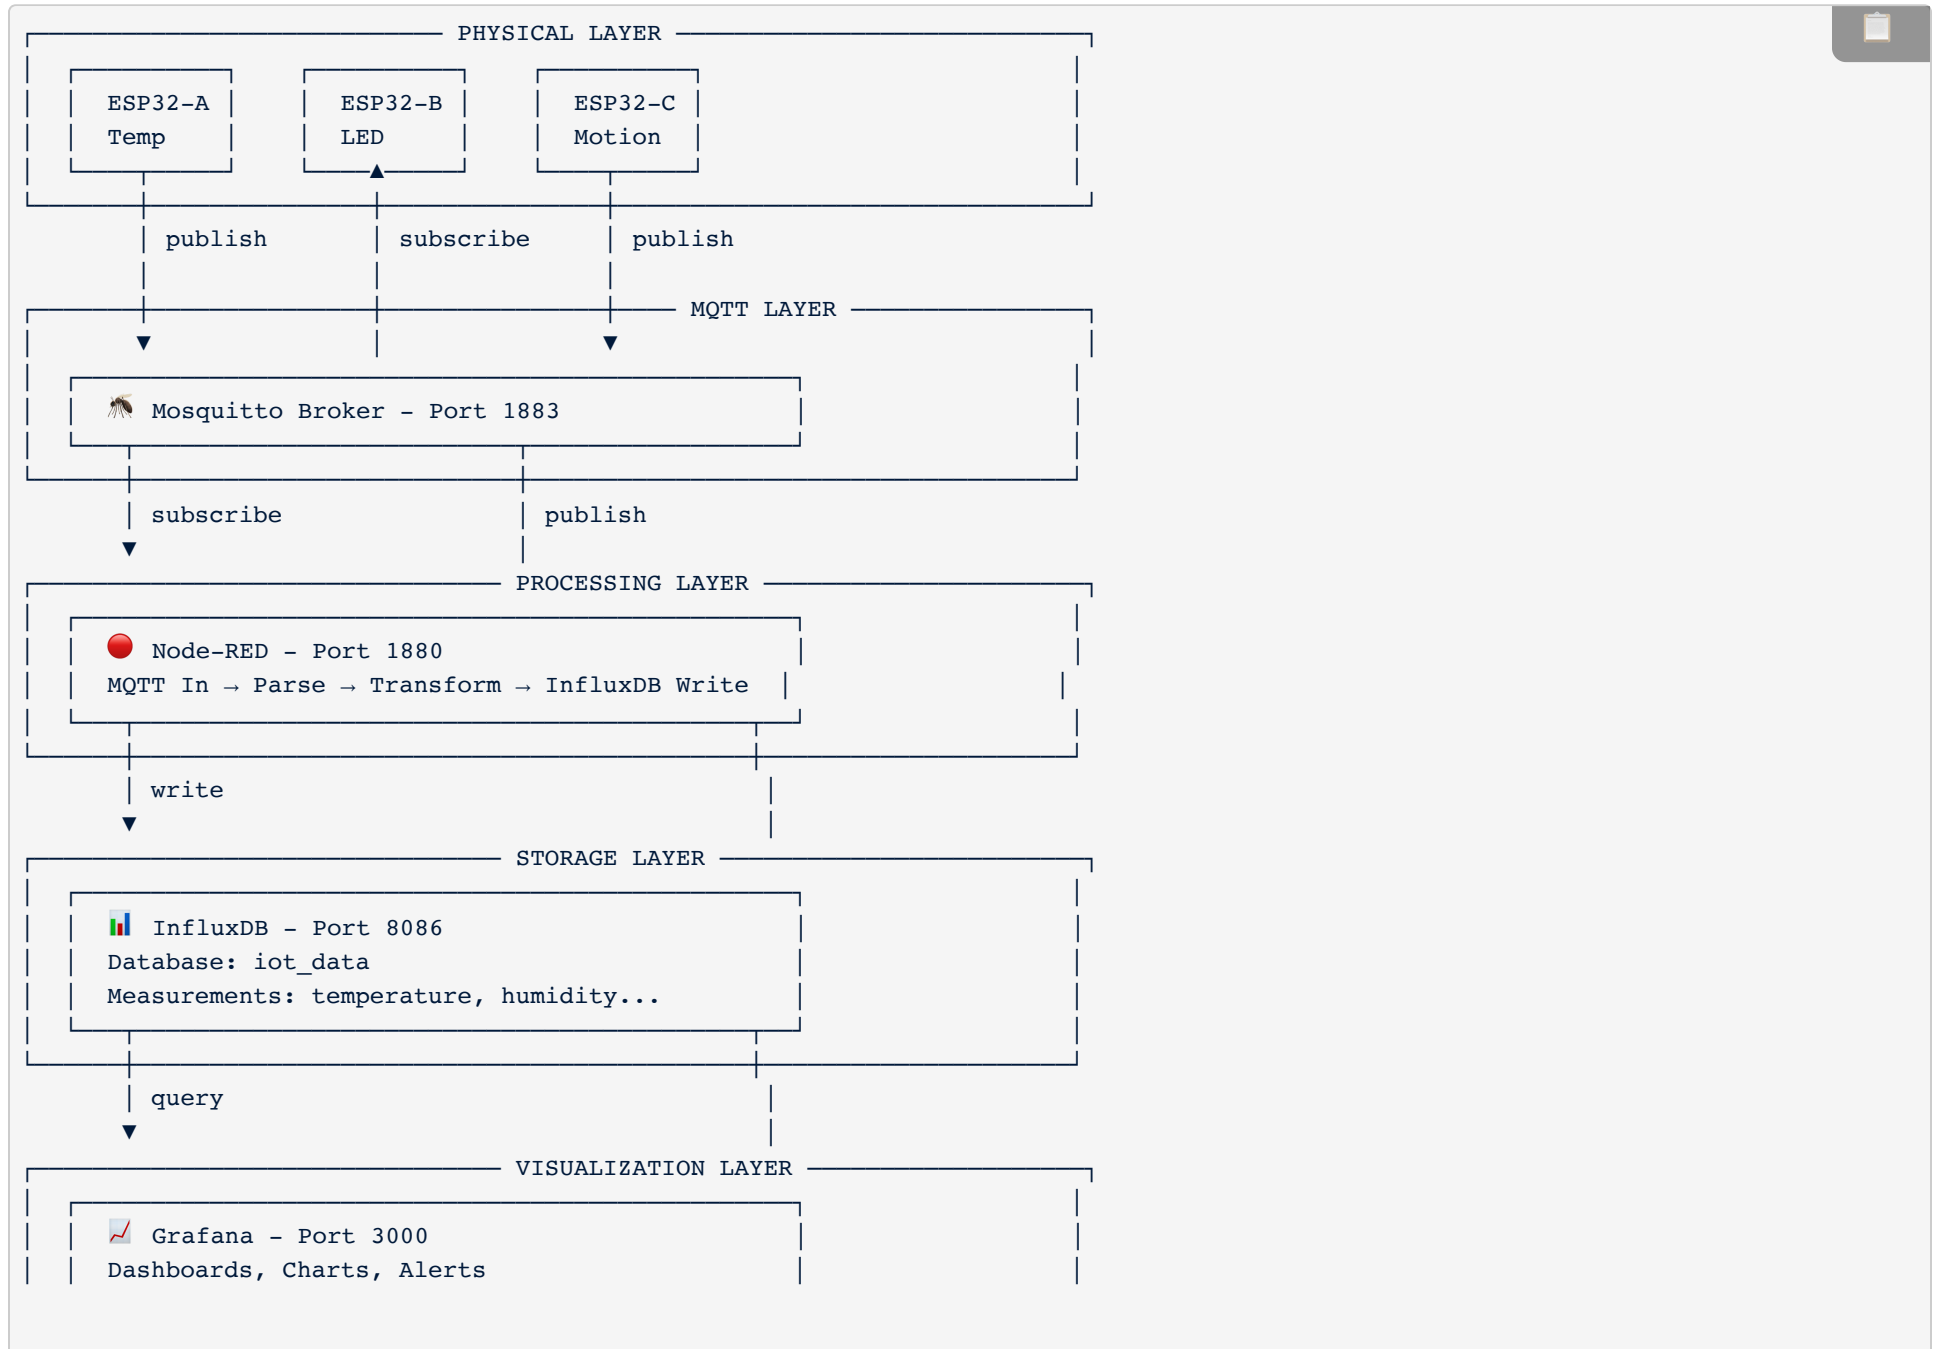 PHYSICAL LAYER
ESP32-A ESP32-B ESP32-C
Temp LED Motion
publish subscribe publish
MQTT LAYER
Mosquitto Broker - Port 1883
subscribe publish
PROCESSING LAYER
Node-RED - Port 1880
MQTT In → Parse → Transform → InfluxDB Write
write
STORAGE LAYER
InfluxDB - Port 8086
Database: iot_data
Measurements: temperature, humidity...
query
VISUALIZATION LAYER
Grafana - Port 3000
Dashboards, Charts, Alerts